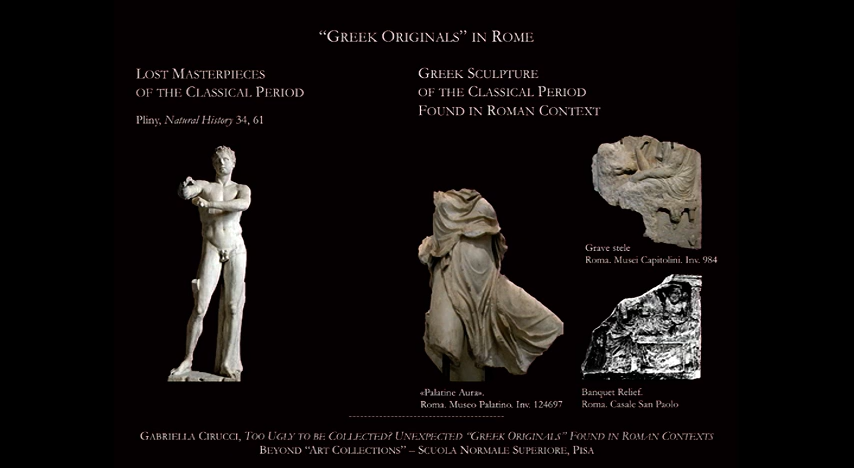 “Greek Originals” in Rome
Lost Masterpieces
of the Classical Period
Pliny, Natural History 34, 61
Greek Sculpture
of the Classical Period
Found in Roman Context
Grave stele
Roma. Musei Capitolini. Inv. 984
«Palatine Aura».
Roma. Museo Palatino. Inv. 124697
Banquet Relief.
Roma. Casale San Paolo
Gabriella Cirucci, Too Ugly to be Collected? Unexpected “Greek Originals” Found in Roman Contexts
Beyond “Art Collections” – Scuola Normale Superiore, Pisa